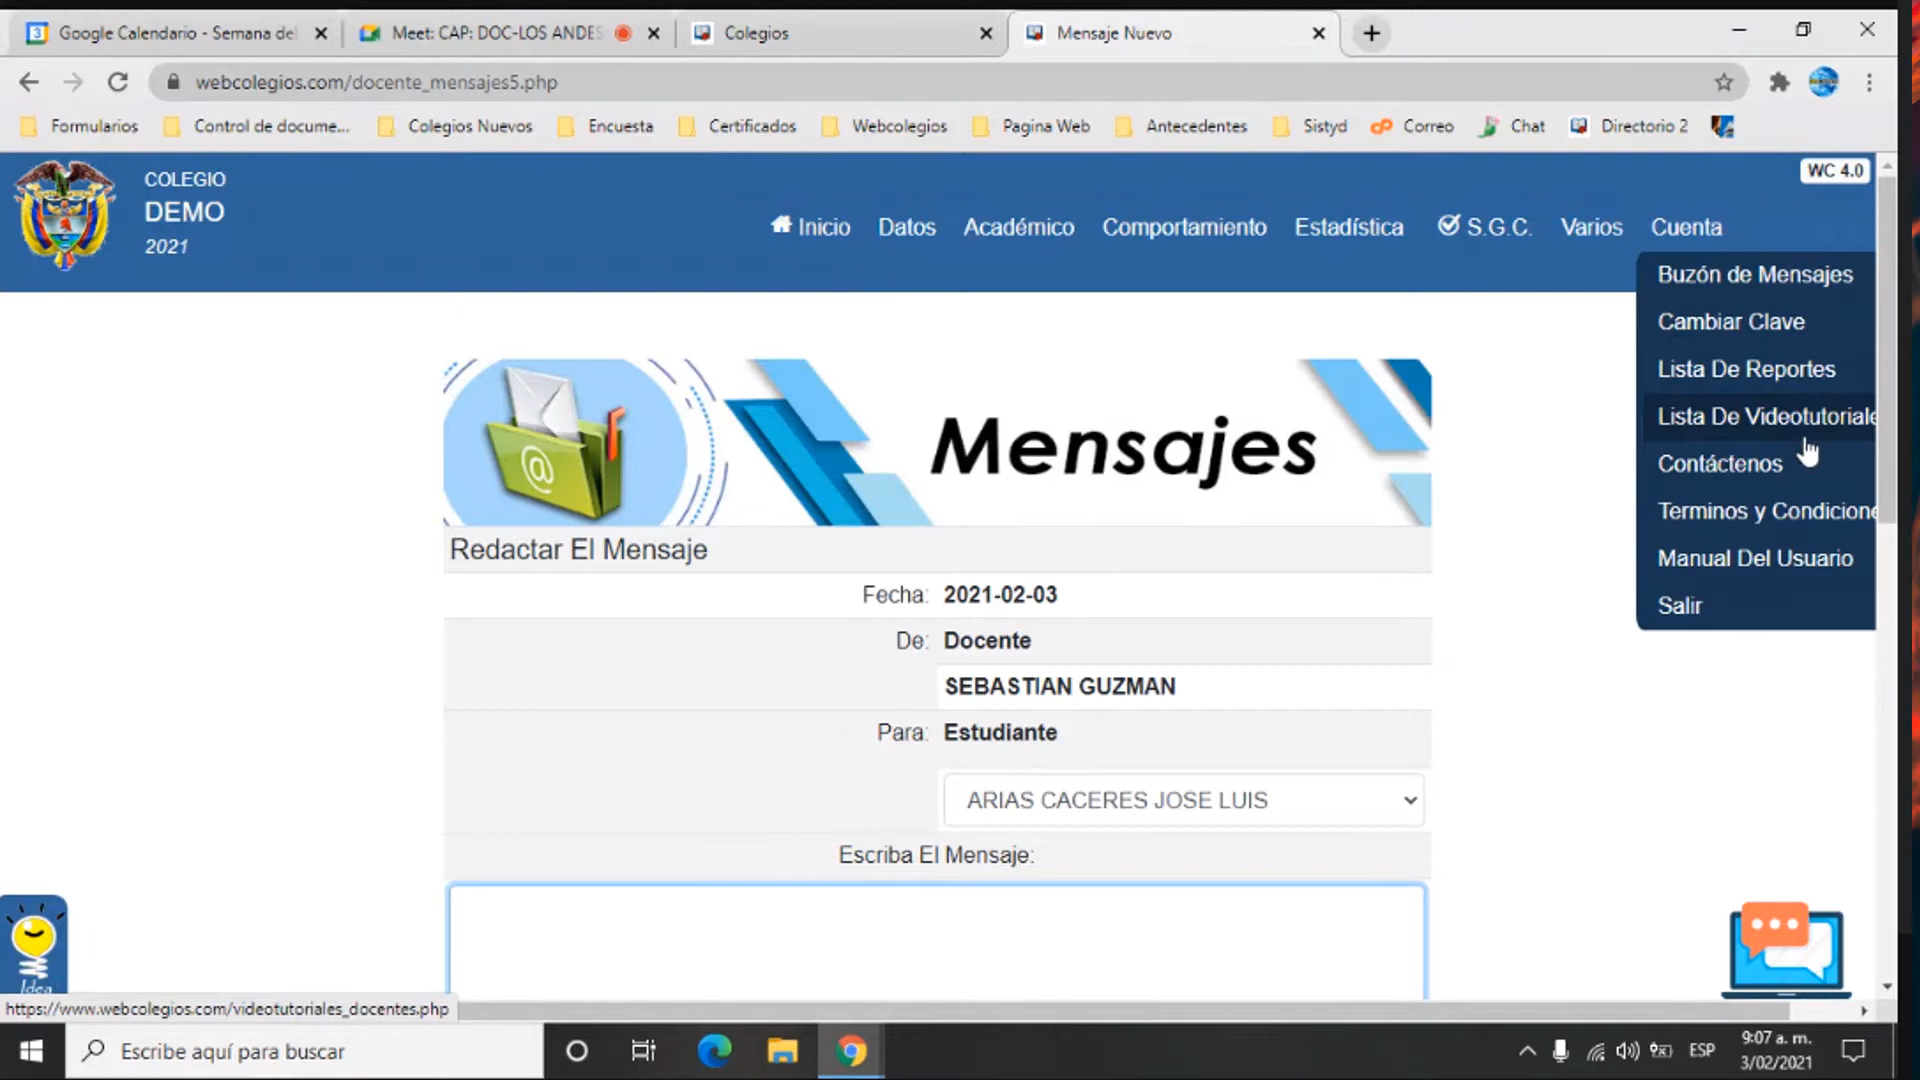 Google Calendario - Semana del
Meet: CAP: DOC-LOS ANDES
Colegios
Mensaje Nuevo
webcolegios.com/docente_mensajes5.php
Formularios
Control de docume...
Colegios Nuevos
Encuesta
Certificados
Webcolegios
Pagina Web
Antecedentes
Sistyd
Correo
Chat
Directorio 2
WC 4.0
COLEGIO
DEMO
2021
Inicio
Datos
Académico
Comportamiento
Estadística
S.G.C.
Varios
Cuenta
Buzón de Mensajes
Cambiar Clave
Lista De Reportes
Lista De Videotutoriale
Contáctenos
Terminos y Condicione
Manual Del Usuario
Salir
Mensajes
Redactar El Mensaje
Fecha: 2021-02-03
De: Docente
SEBASTIAN GUZMAN
Para: Estudiante
ARIAS CACERES JOSE LUIS
Escriba El Mensaje:
Idea
https://www.webcolegios.com/videotutoriales_docentes.php
Escribe aquí para buscar
ESP
9:07 a. m.
3/02/2021